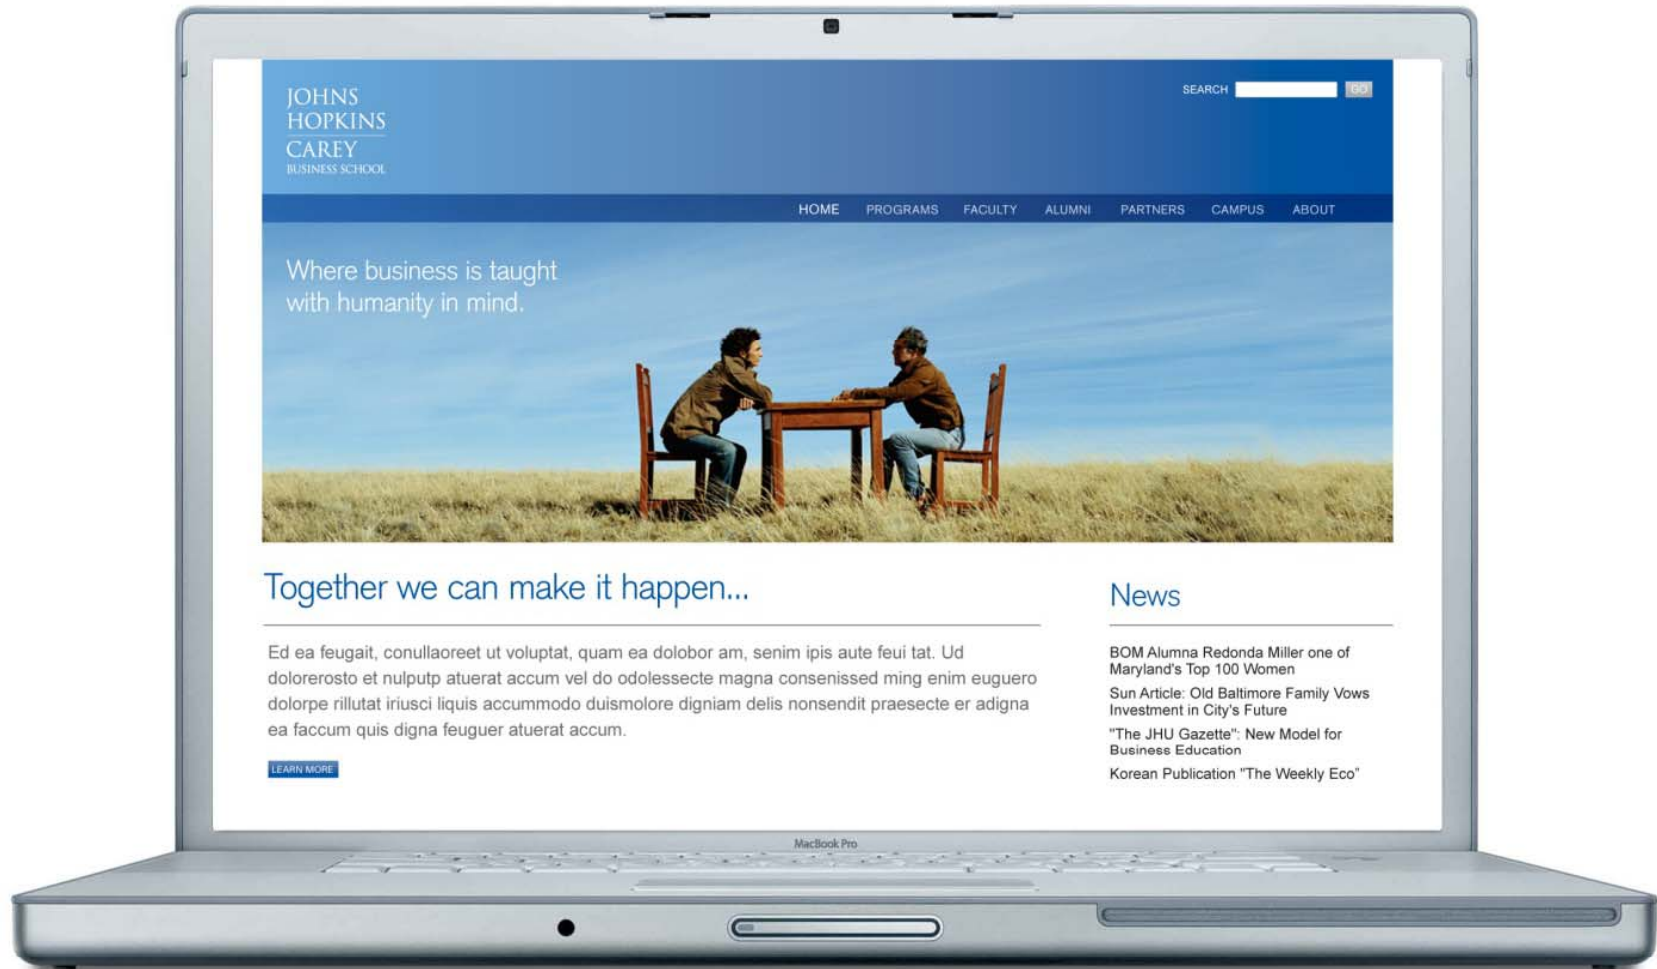 JOHNS
HOPKINS
CAREY
BUSINESS SCHOOL
SEARCH GO
HOME PROGRAMS FACULTY ALUMNI PARTNERS CAMPUS ABOUT
Where business is taught
with humanity in mind.
Together we can make it happen...
Ed ea feugait, conullaoreet ut voluptat, quam ea dolobor am, senim ipis aute feui tat. Ud
dolorerosto et nulputp atuerat accum vel do odolessecte magna consenissed ming enim euguero
dolorpe rillutat iriusci liquis accummodo duismolore digniam delis nonsendit praesecte er adigna
ea faccum quis digna feuguer atuerat accum.
LEARN MORE
News
BOM Alumna Redonda Miller one of
Maryland's Top 100 Women
Sun Article: Old Baltimore Family Vows
Investment in City's Future
"The JHU Gazette": New Model for
Business Education
Korean Publication "The Weekly Eco"
MacBook Pro